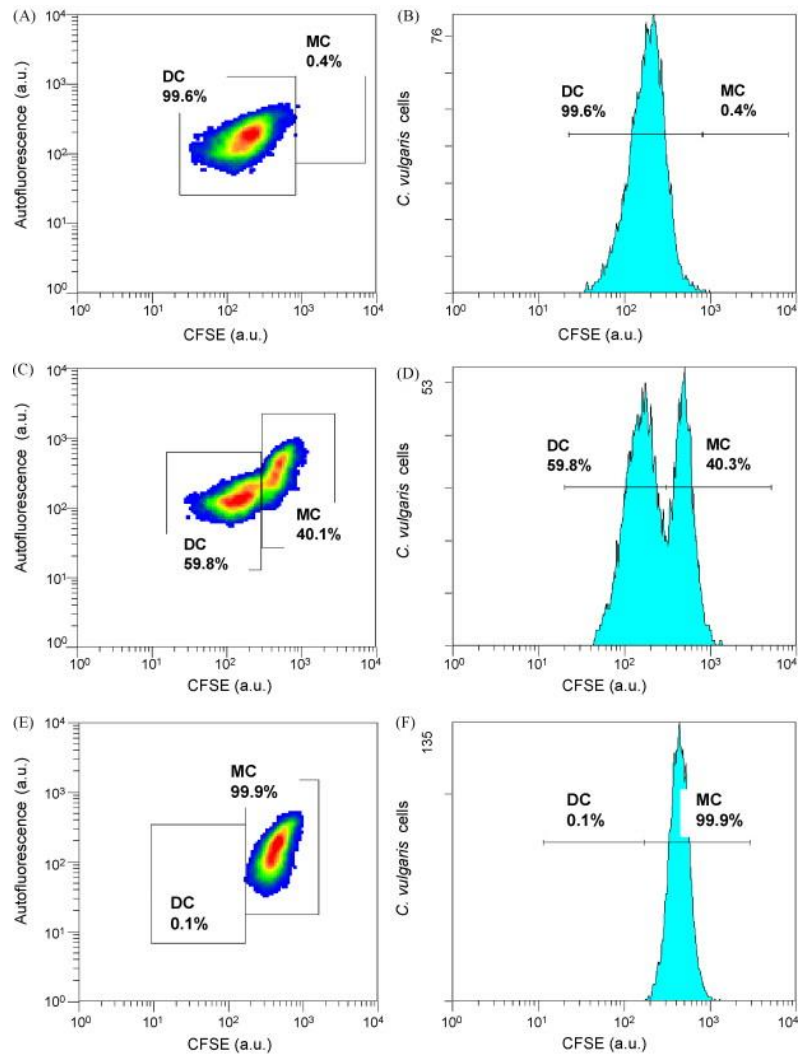 (A)
Autofluorescence (a.u.)
10⁴
10³
10²
10¹
10⁰
DC
99.6%
MC
0.4%
10⁰ 10¹ 10² 10³ 10⁴
CFSE (a.u.)
(B)
C. vulgaris cells
76
DC
99.6%
MC
0.4%
10⁰ 10¹ 10² 10³ 10⁴
CFSE (a.u.)
(C)
Autofluorescence (a.u.)
10⁴
10³
10²
10¹
10⁰
DC
59.8%
MC
40.1%
10⁰ 10¹ 10² 10³ 10⁴
CFSE (a.u.)
(D)
C. vulgaris cells
53
DC
59.8%
MC
40.3%
10⁰ 10¹ 10² 10³ 10⁴
CFSE (a.u.)
(E)
Autofluorescence (a.u.)
10⁴
10³
10²
10¹
10⁰
MC
99.9%
DC
0.1%
10⁰ 10¹ 10² 10³ 10⁴
CFSE (a.u.)
(F)
C. vulgaris cells
135
DC
0.1%
MC
99.9%
10⁰ 10¹ 10² 10³ 10⁴
CFSE (a.u.)